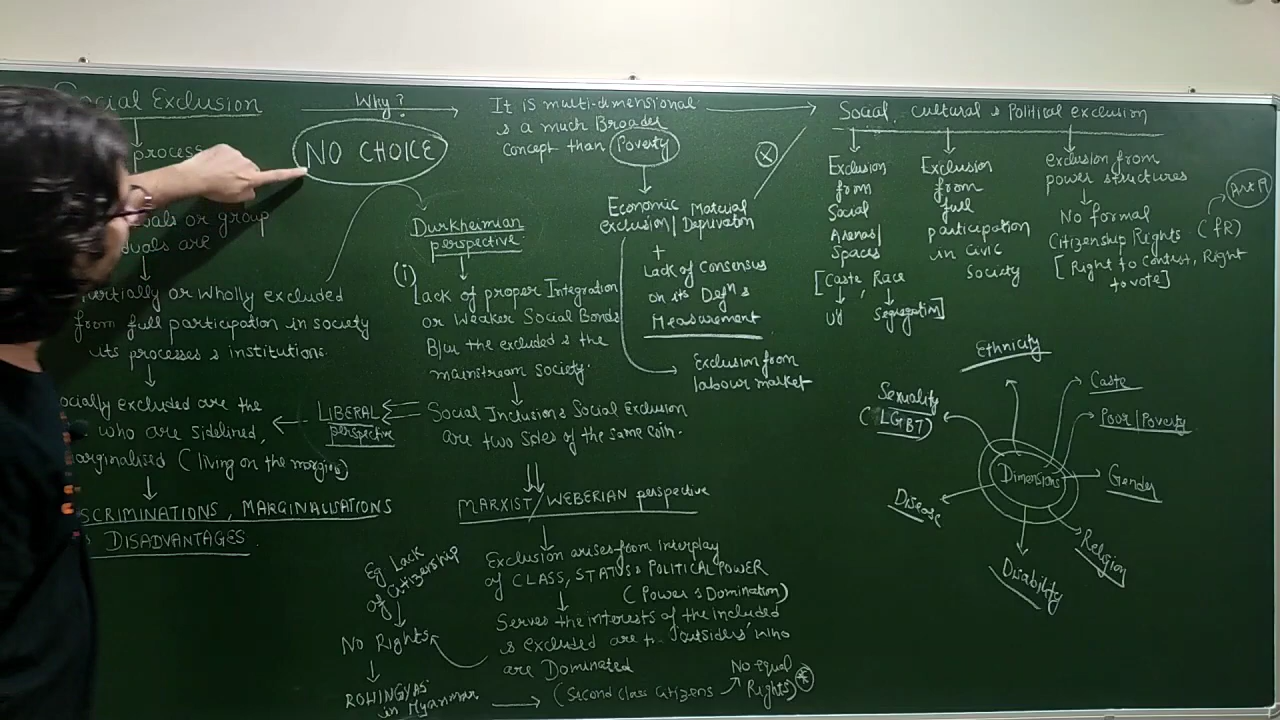 Social Exclusion
process
individuals or group
individuals are
Partially or Wholly excluded
from full participation in society
its processes & institutions.
Socially excluded are the
who are sidelined,
marginalised (living on the margins)
DISCRIMINATIONS, MARGINALISATIONS
& DISADVANTAGES
Why?
NO CHOICE
Durkheimian
perspective
(i)
Lack of proper Integration
or Weaker Social Bonds
B/w the excluded & the
mainstream society.
Social Inclusion & Social Exclusion
are two sides of the same coin.
LIBERAL
perspective
MARXIST/WEBERIAN perspective
Exclusion arises from interplay
of CLASS, STATUS & POLITICAL POWER
(Power & Domination)
Serves the interests of the included
& excluded are the 'outsiders' who
are Dominated
Eg Lack
of citizenship
No Rights
ROHINGYAS
in Myanmar
(Second class citizens
No equal
Rights)
It is multi-dimensional
& a much Broader
concept than Poverty
Economic
exclusion/
Material
Deprivation
+
Lack of Consensus
on its Defn &
Measurement
Exclusion from
labour market
Social, cultural & Political exclusion
Exclusion
from
Social
Arenas/
Spaces
[Caste, Race
Segregation]
Exclusion
from
full
participation
in civic
society
exclusion from
power structures
No formal
Citizenship Rights (FR)
[Right to contest, Right
to vote]
Dimensions
Ethnicity
Caste
Poor/Poverty
Gender
Religion
Disability
Disease
Sexuality
(LGBT)